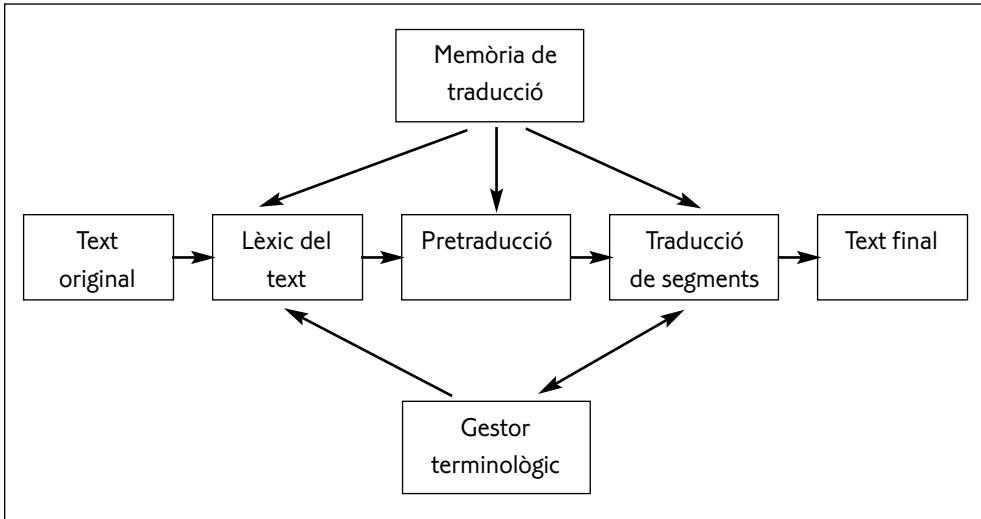 Memòria de
traducció
Text
original
Lèxic del
text
Pretraducció
Traducció
de segments
Text final
Gestor
terminològic